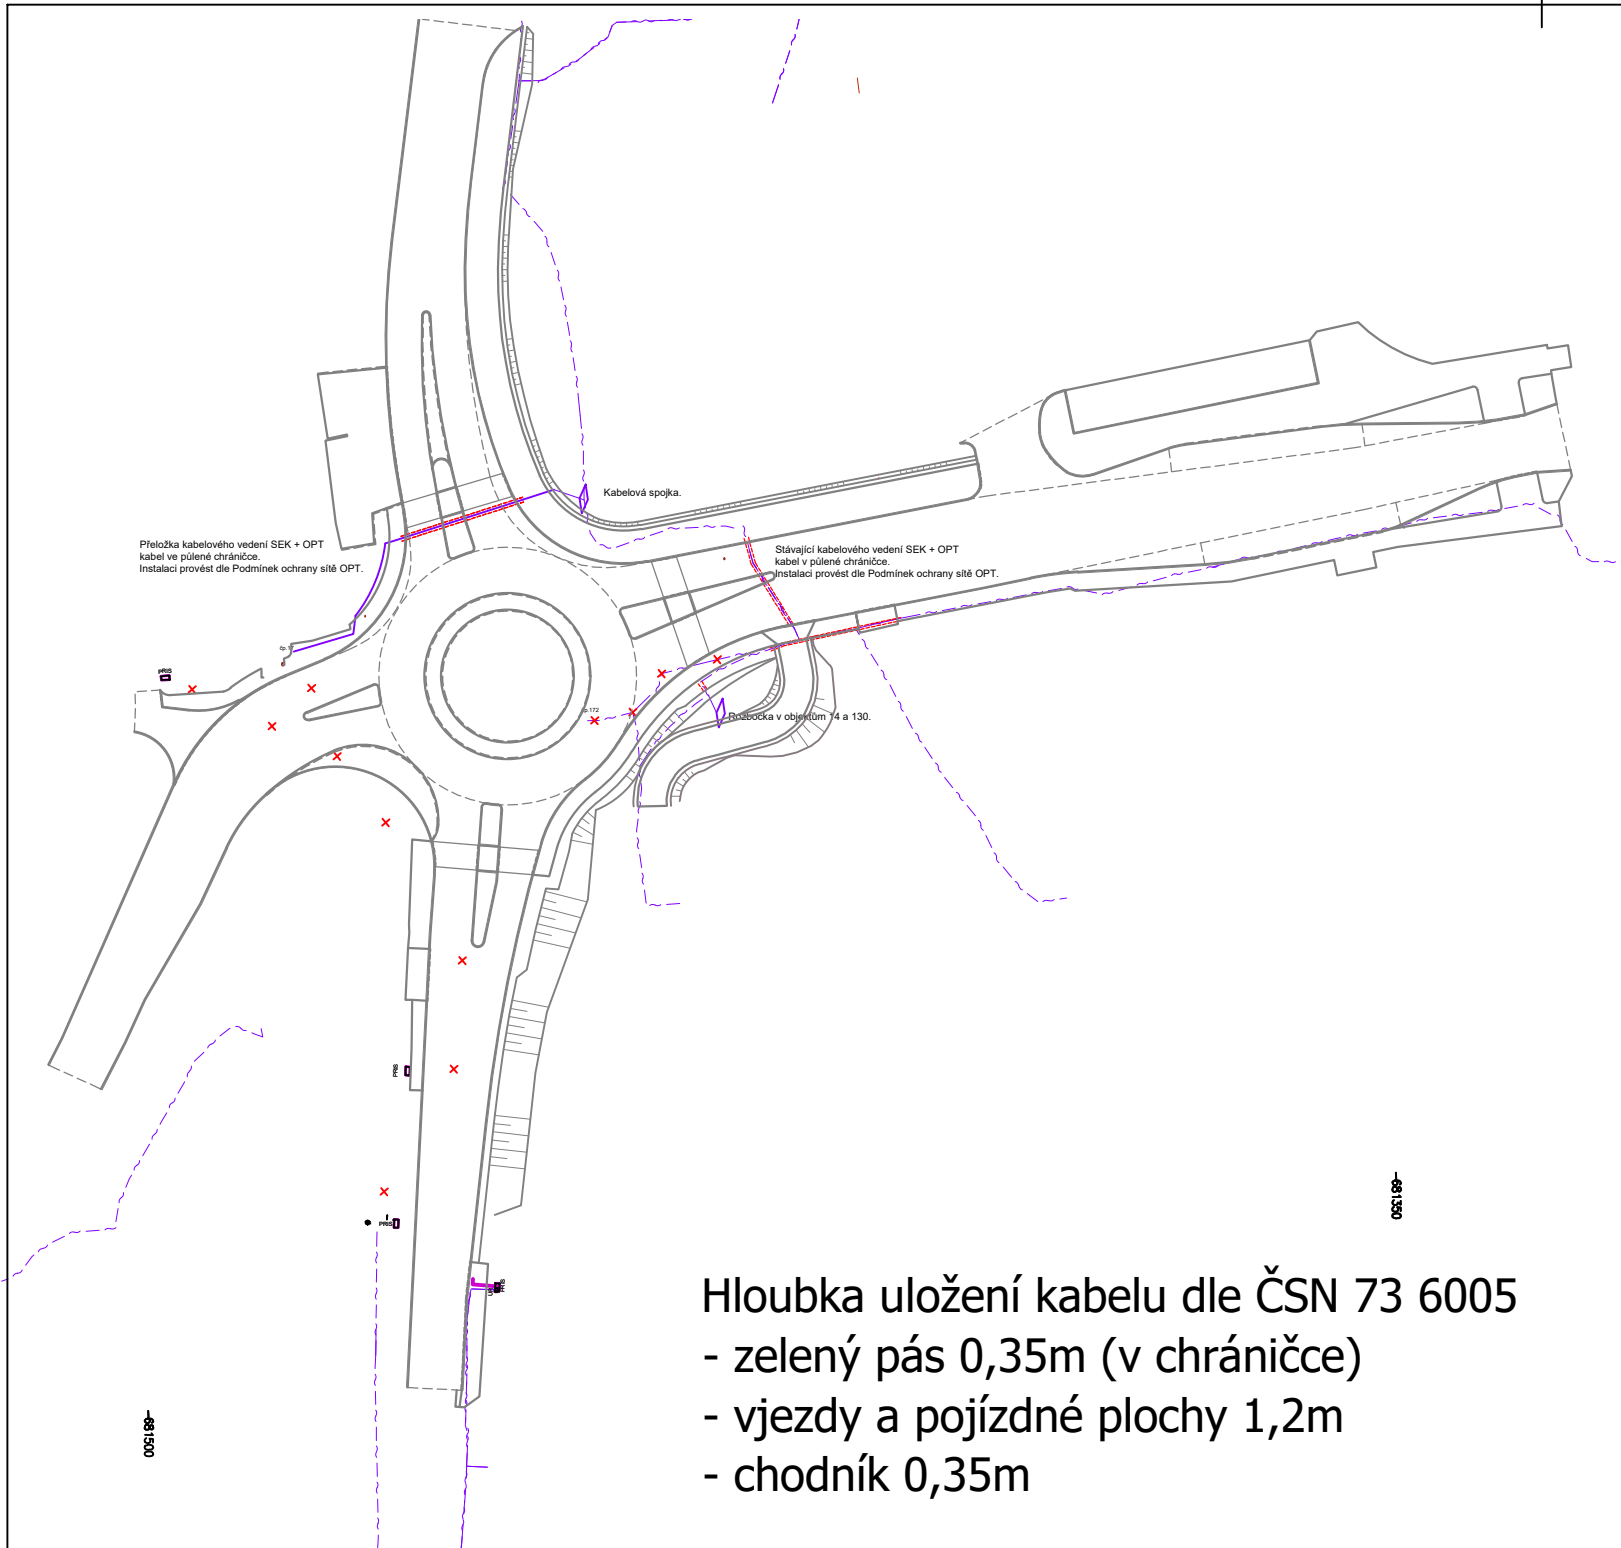 Kabelová spojka.
Přeložka kabelového vedení SEK + OPT
kabel ve půlené chráničce.
Instalaci provést dle Podmínek ochrany sítě OPT.
Stávající kabelového vedení SEK + OPT
kabel v půlené chráničce.
Instalaci provést dle Podmínek ochrany sítě OPT.
PRIS
čp.172
Rozbočka v objektům 14 a 130.
PRIS
PRIS
PRIS
-681350
-681500
Hloubka uložení kabelu dle ČSN 73 6005
- zelený pás 0,35m (v chráničce)
- vjezdy a pojízdné plochy 1,2m
- chodník 0,35m